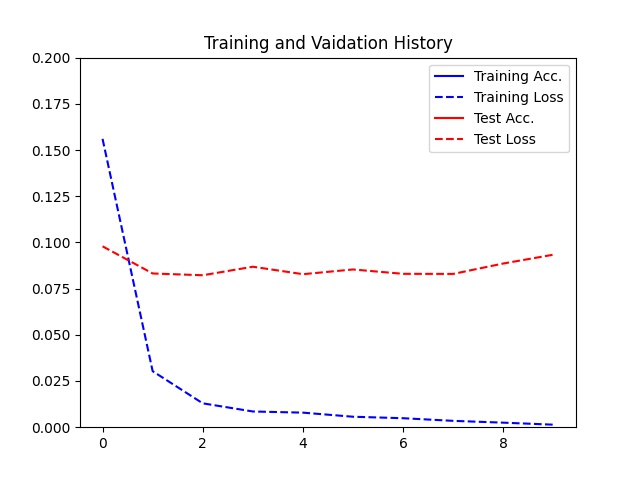 Training and Vaidation History
0.200
0.175
0.150
0.125
0.100
0.075
0.050
0.025
0.000
Training Acc.
Training Loss
Test Acc.
Test Loss
0 2 4 6 8